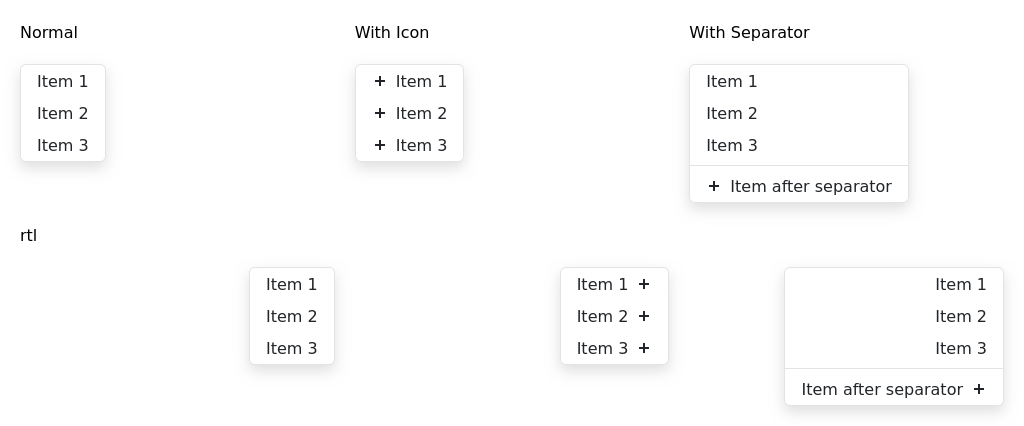 Normal
Item 1
Item 2
Item 3
With Icon
+ Item 1
+ Item 2
+ Item 3
With Separator
Item 1
Item 2
Item 3
+ Item after separator
rtl
Item 1
Item 2
Item 3
Item 1 +
Item 2 +
Item 3 +
Item 1
Item 2
Item 3
Item after separator +